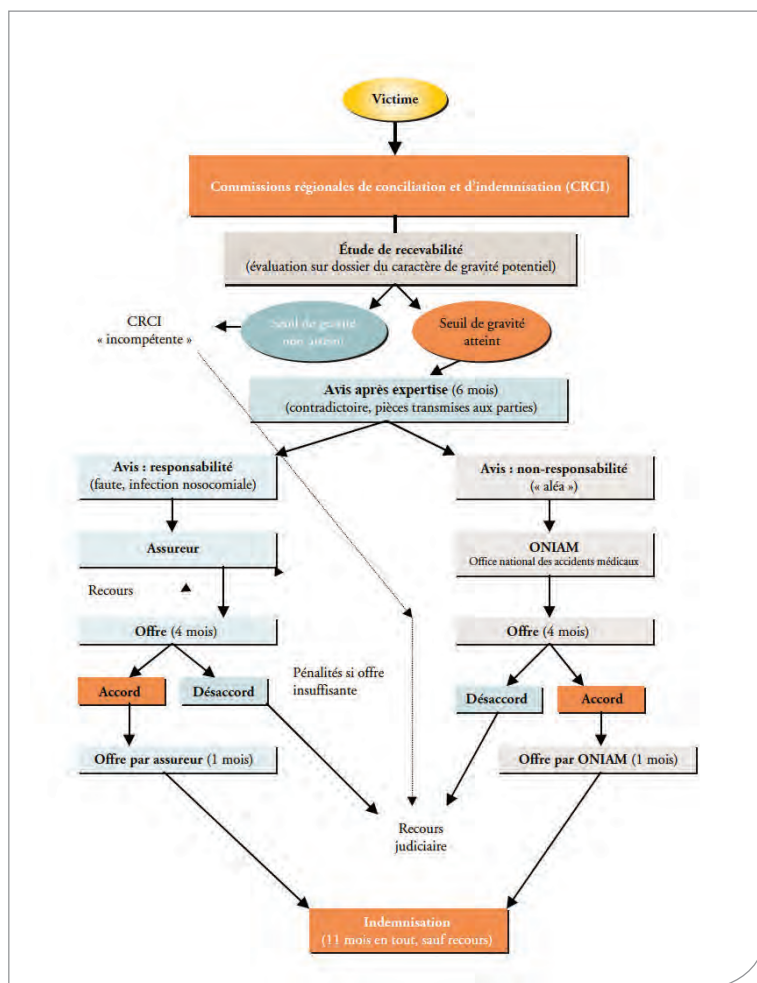 Victime
Commissions régionales de conciliation et d'indemnisation (CRCI)
Étude de recevabilité
(évaluation sur dossier du caractère de gravité potentiel)
CRCI
« incompétente »
Seuil de gravité
non atteint
Seuil de gravité
atteint
Avis après expertise (6 mois)
(contradictoire, pièces transmises aux parties)
Avis : responsabilité
(faute, infection nosocomiale)
Avis : non-responsabilité
(« aléa »)
Assureur
ONIAM
Office national des accidents médicaux
Recours
Offre (4 mois)
Offre (4 mois)
Accord
Désaccord
Pénalités si offre
insuffisante
Désaccord
Accord
Offre par assureur (1 mois)
Offre par ONIAM (1 mois)
Recours
judiciaire
Indemnisation
(11 mois en tout, sauf recours)